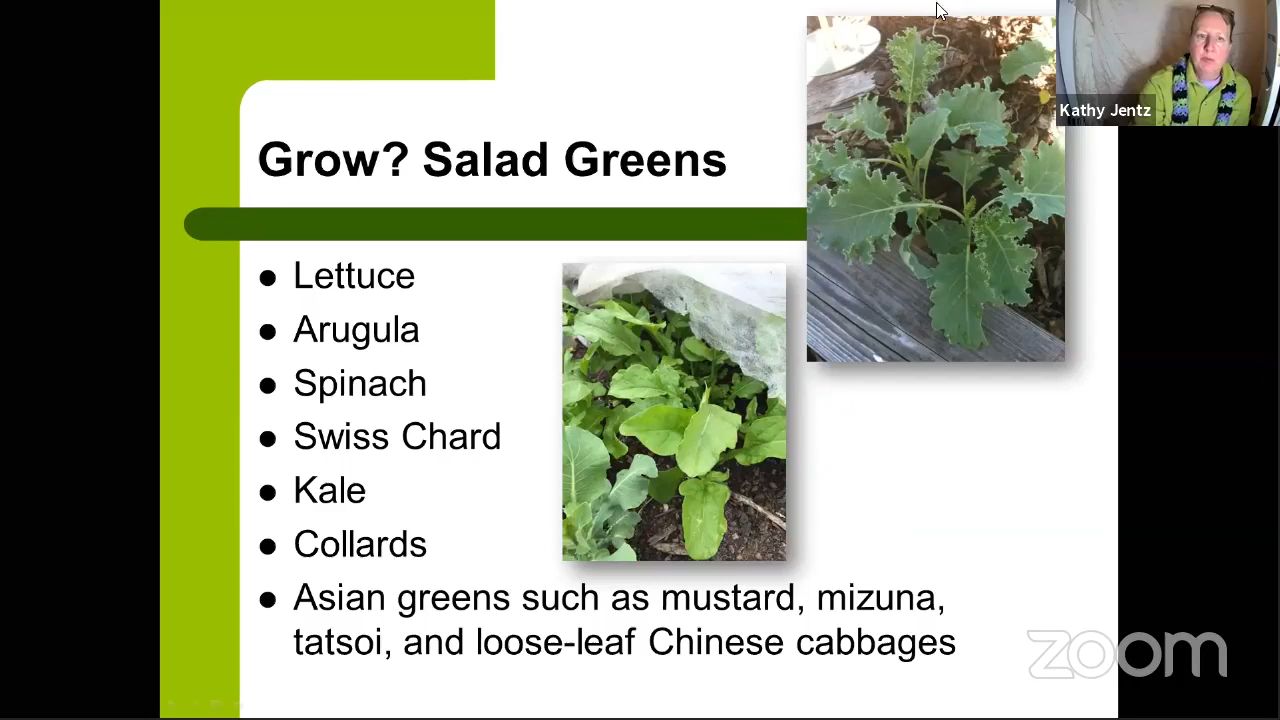 Kathy Jentz
Grow? Salad Greens
● Lettuce
● Arugula
● Spinach
● Swiss Chard
● Kale
● Collards
● Asian greens such as mustard, mizuna,
tatsoi, and loose-leaf Chinese cabbages
zoom